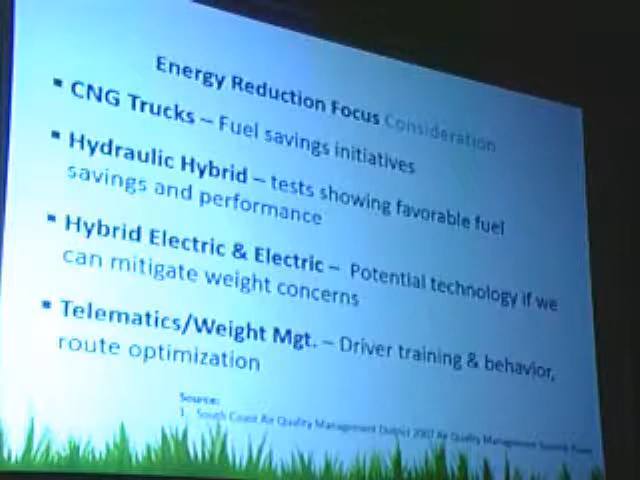 Energy Reduction Focus Consideration
▪ CNG Trucks – Fuel savings initiatives
▪ Hydraulic Hybrid – tests showing favorable fuel
savings and performance
▪ Hybrid Electric & Electric – Potential technology if we
can mitigate weight concerns
▪ Telematics/Weight Mgt. – Driver training & behavior,
route optimization
Source:
1 South Coast Air Quality Management District 2007 Air Quality Management